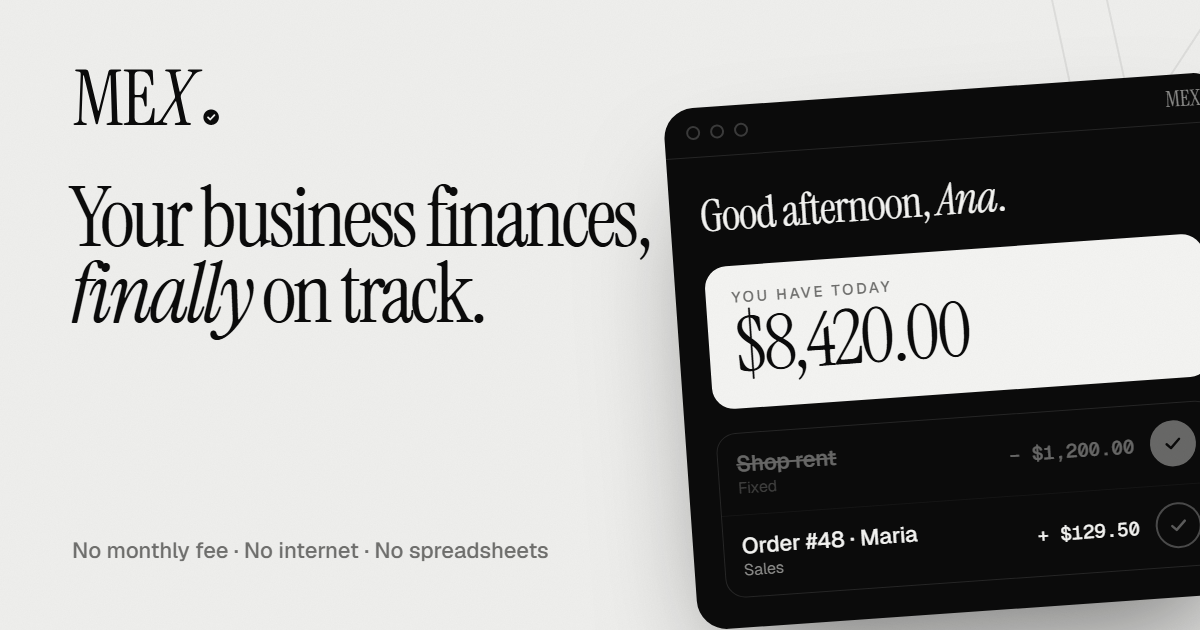 MEX.
Your business finances,
finally on track.
No monthly fee · No internet · No spreadsheets
MEX
Good afternoon, Ana.
YOU HAVE TODAY
$8,420.00
Shop rent
– $1,200.00
Fixed
Order #48 · Maria
+ $129.50
Sales